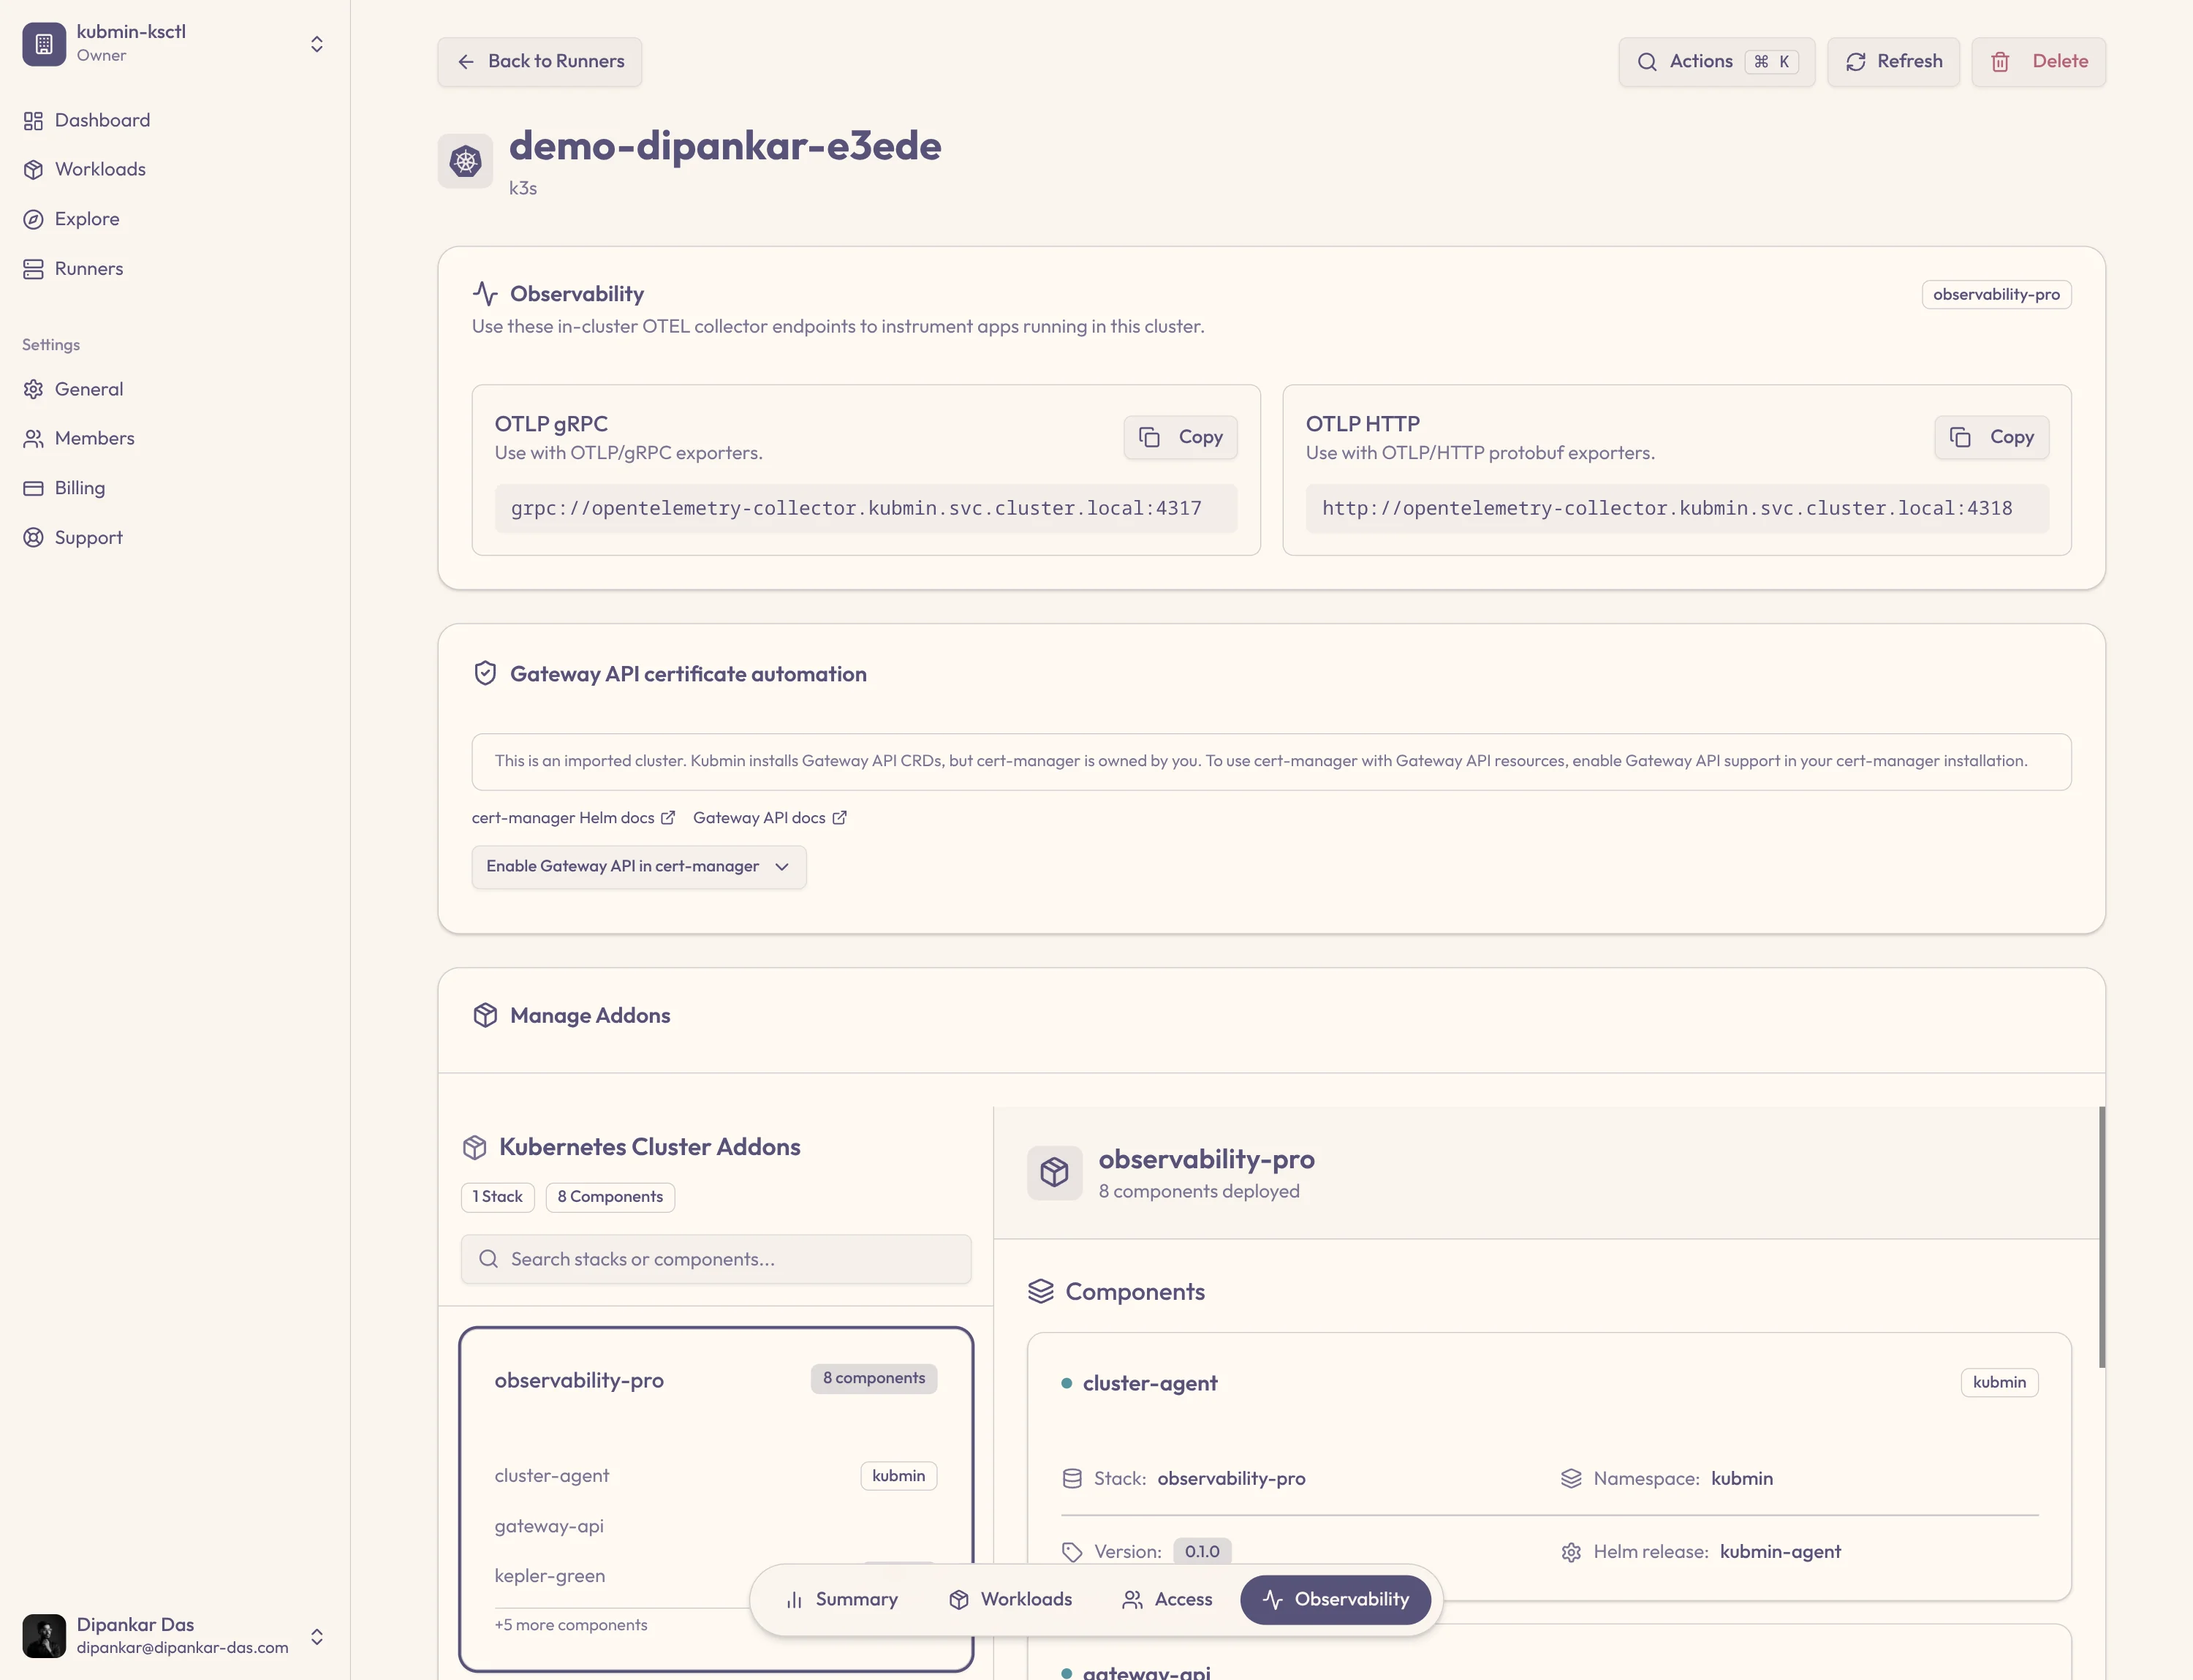 kubmin-ksctl
Owner
Dashboard
Workloads
Explore
Runners
Settings
General
Members
Billing
Support
Dipankar Das
dipankar@dipankar-das.com
Back to Runners
Actions ⌘ K
Refresh
Delete
demo-dipankar-e3ede
k3s
Observability
observability-pro
Use these in-cluster OTEL collector endpoints to instrument apps running in this cluster.
OTLP gRPC
Use with OTLP/gRPC exporters.
Copy
grpc://opentelemetry-collector.kubmin.svc.cluster.local:4317
OTLP HTTP
Use with OTLP/HTTP protobuf exporters.
Copy
http://opentelemetry-collector.kubmin.svc.cluster.local:4318
Gateway API certificate automation
This is an imported cluster. Kubmin installs Gateway API CRDs, but cert-manager is owned by you. To use cert-manager with Gateway API resources, enable Gateway API support in your cert-manager installation.
cert-manager Helm docs
Gateway API docs
Enable Gateway API in cert-manager
Manage Addons
Kubernetes Cluster Addons
1 Stack
8 Components
Search stacks or components...
observability-pro
8 components
cluster-agent
kubmin
gateway-api
kepler-green
+5 more components
observability-pro
8 components deployed
Components
cluster-agent
kubmin
Stack: observability-pro
Namespace: kubmin
Version: 0.1.0
Helm release: kubmin-agent
gateway-api
Summary
Workloads
Access
Observability